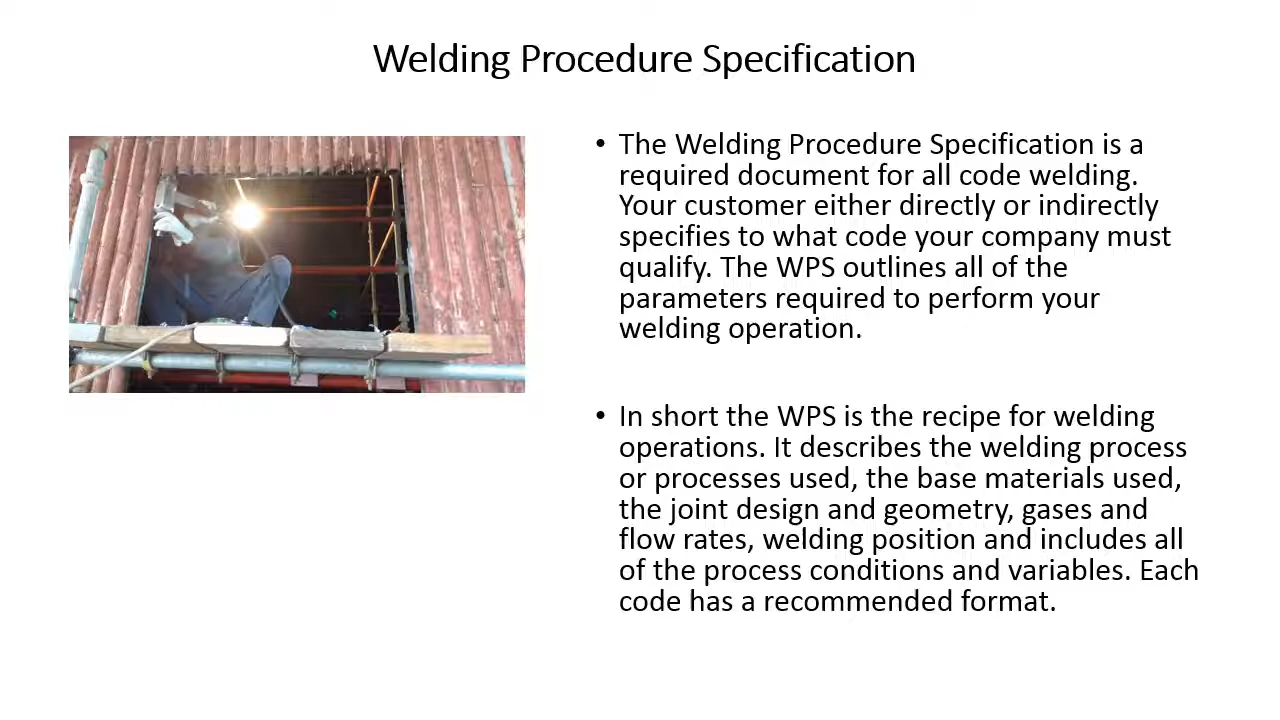 Welding Procedure Specification
• The Welding Procedure Specification is a
required document for all code welding.
Your customer either directly or indirectly
specifies to what code your company must
qualify. The WPS outlines all of the
parameters required to perform your
welding operation.
• In short the WPS is the recipe for welding
operations. It describes the welding process
or processes used, the base materials used,
the joint design and geometry, gases and
flow rates, welding position and includes all
of the process conditions and variables. Each
code has a recommended format.